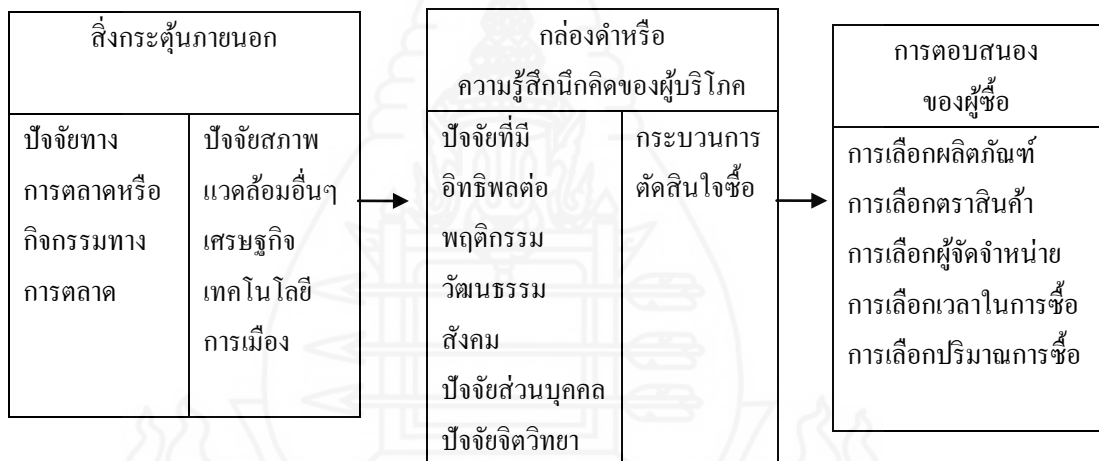 สิ่งกระตุ้นภายนอก
ปัจจัยทาง
การตลาดหรือ
กิจกรรมทาง
การตลาด
ปัจจัยสภาพ
แวดล้อมอื่นๆ
เศรษฐกิจ
เทคโนโลยี
การเมือง
กล่องดำหรือ
ความรู้สึกนึกคิดของผู้บริโภค
ปัจจัยที่มี
อิทธิพลต่อ
พฤติกรรม
วัฒนธรรม
สังคม
ปัจจัยส่วนบุคคล
ปัจจัยจิตวิทยา
กระบวนการ
ตัดสินใจซื้อ
การตอบสนอง
ของผู้ซื้อ
การเลือกผลิตภัณฑ์
การเลือกตราสินค้า
การเลือกผู้จัดจำหน่าย
การเลือกเวลาในการซื้อ
การเลือกปริมาณการซื้อ